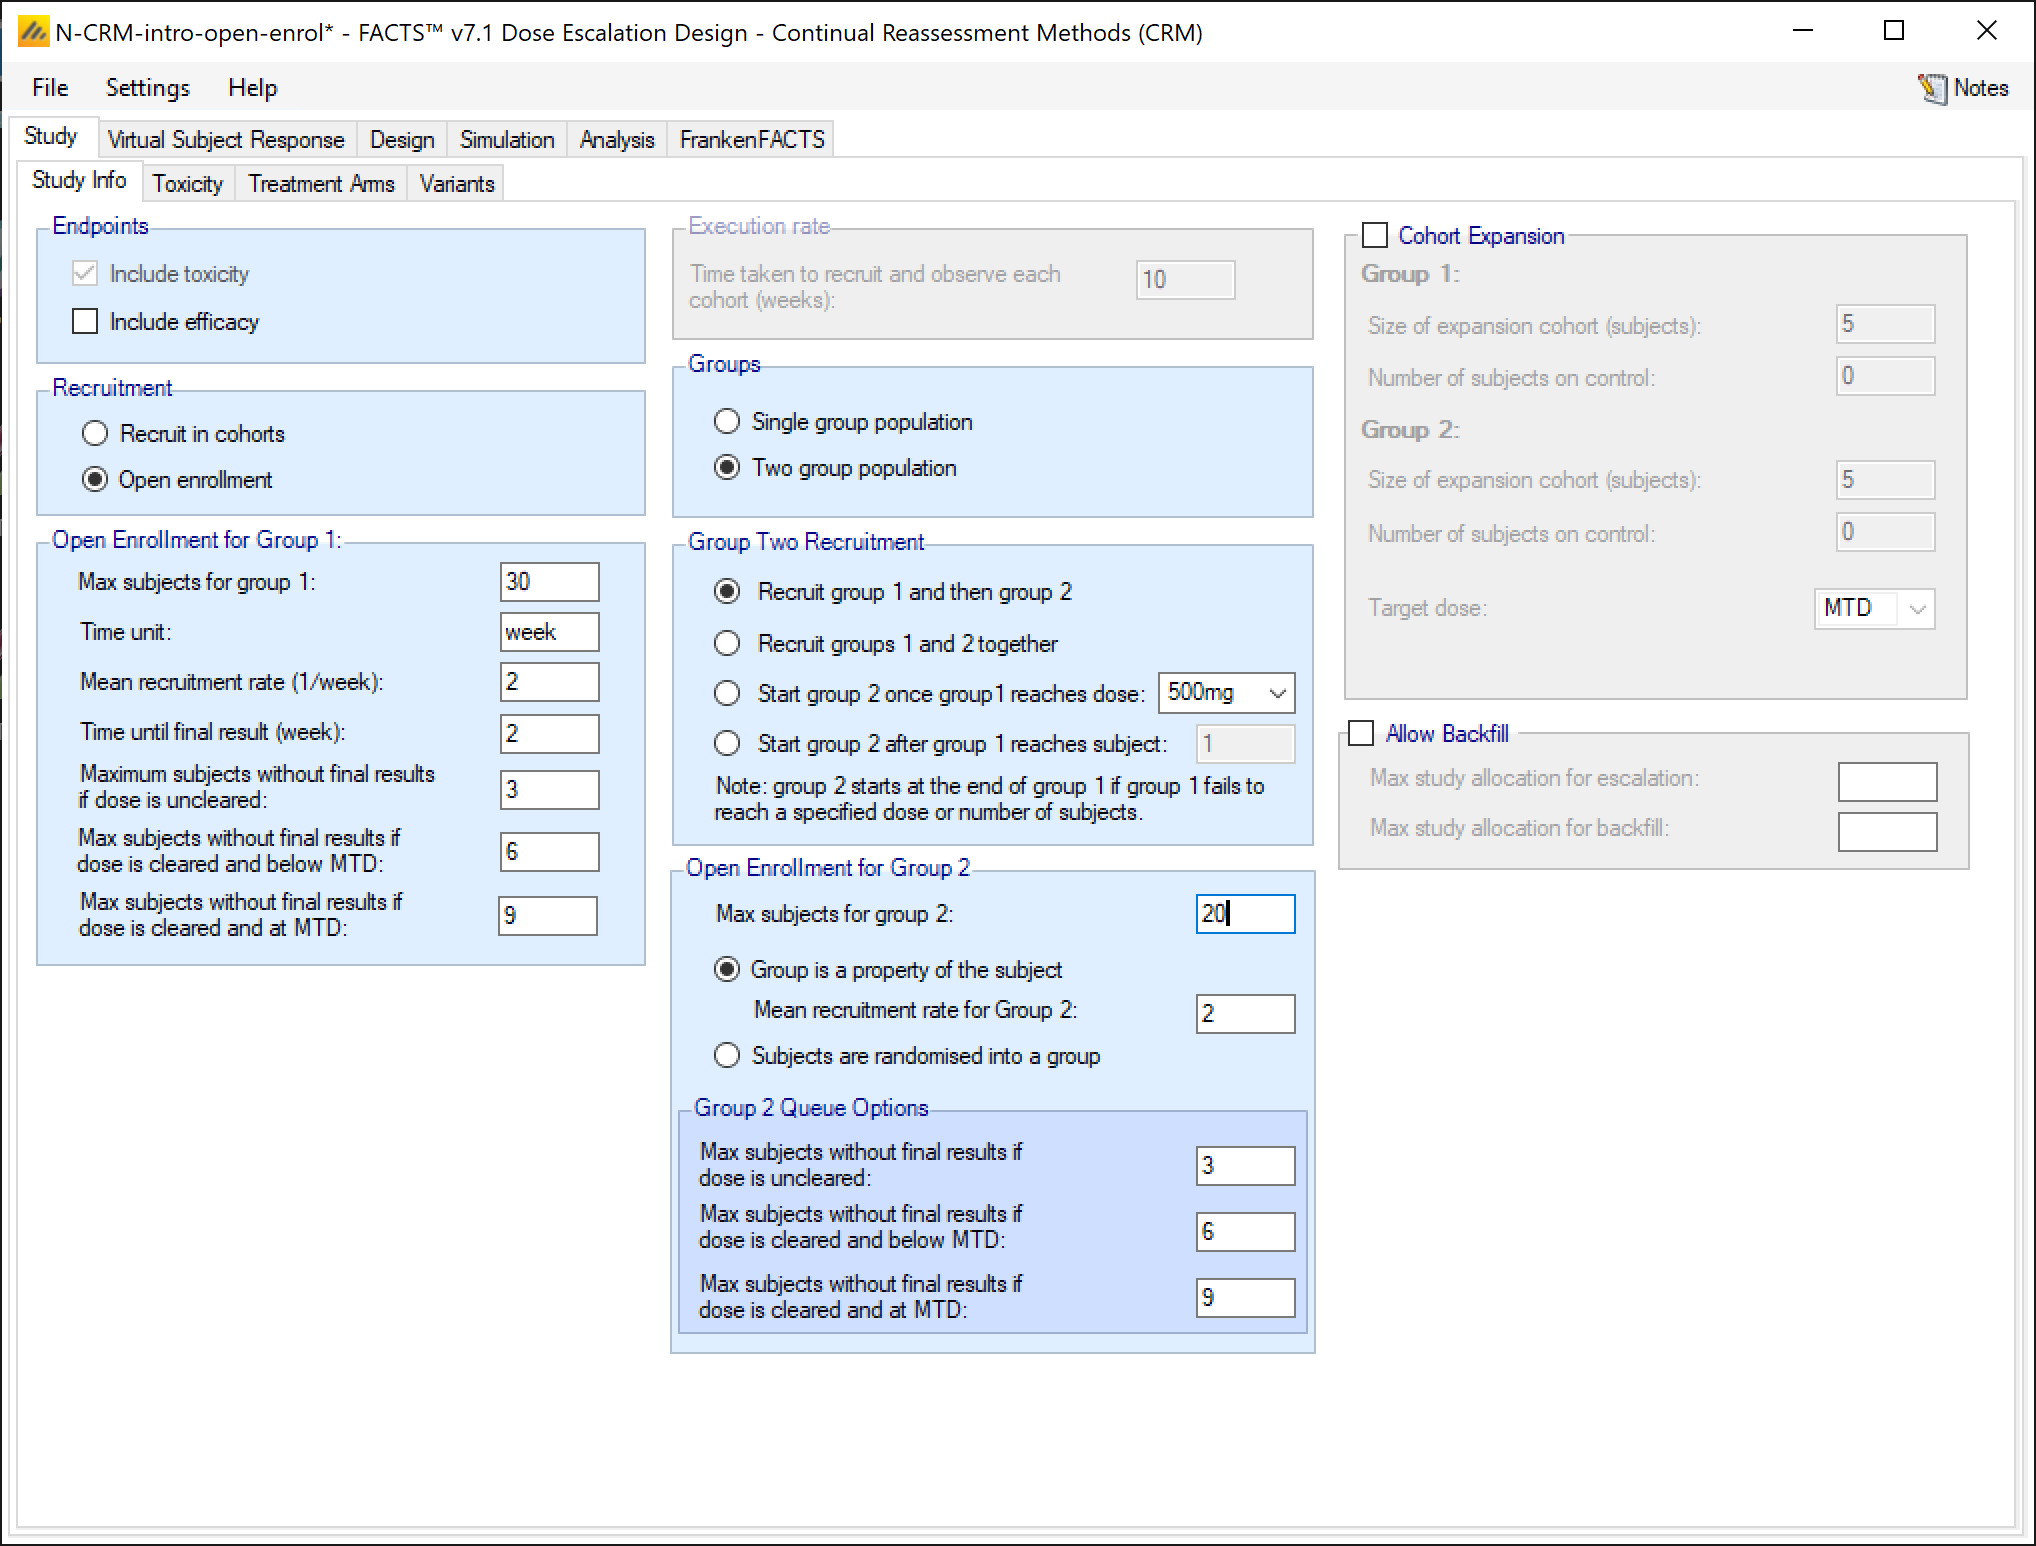 N-CRM-intro-open-enrol* - FACTS™ v7.1 Dose Escalation Design - Continual Reassessment Methods (CRM)
File Settings Help Notes
Study Virtual Subject Response Design Simulation Analysis FrankenFACTS
Study Info Toxicity Treatment Arms Variants
Endpoints
Include toxicity
Include efficacy
Recruitment
Recruit in cohorts
Open enrollment
Open Enrollment for Group 1:
Max subjects for group 1: 30
Time unit: week
Mean recruitment rate (1/week): 2
Time until final result (week): 2
Maximum subjects without final results
if dose is uncleared: 3
Max subjects without final results if
dose is cleared and below MTD: 6
Max subjects without final results if
dose is cleared and at MTD: 9
Execution rate
Time taken to recruit and observe each
cohort (weeks): 10
Groups
Single group population
Two group population
Group Two Recruitment
Recruit group 1 and then group 2
Recruit groups 1 and 2 together
Start group 2 once group1 reaches dose: 500mg
Start group 2 after group 1 reaches subject: 1
Note: group 2 starts at the end of group 1 if group 1 fails to
reach a specified dose or number of subjects.
Open Enrollment for Group 2
Max subjects for group 2: 20
Group is a property of the subject
Mean recruitment rate for Group 2: 2
Subjects are randomised into a group
Group 2 Queue Options
Max subjects without final results if
dose is uncleared: 3
Max subjects without final results if
dose is cleared and below MTD: 6
Max subjects without final results if
dose is cleared and at MTD: 9
Cohort Expansion
Group 1:
Size of expansion cohort (subjects): 5
Number of subjects on control: 0
Group 2:
Size of expansion cohort (subjects): 5
Number of subjects on control: 0
Target dose: MTD
Allow Backfill
Max study allocation for escalation:
Max study allocation for backfill: